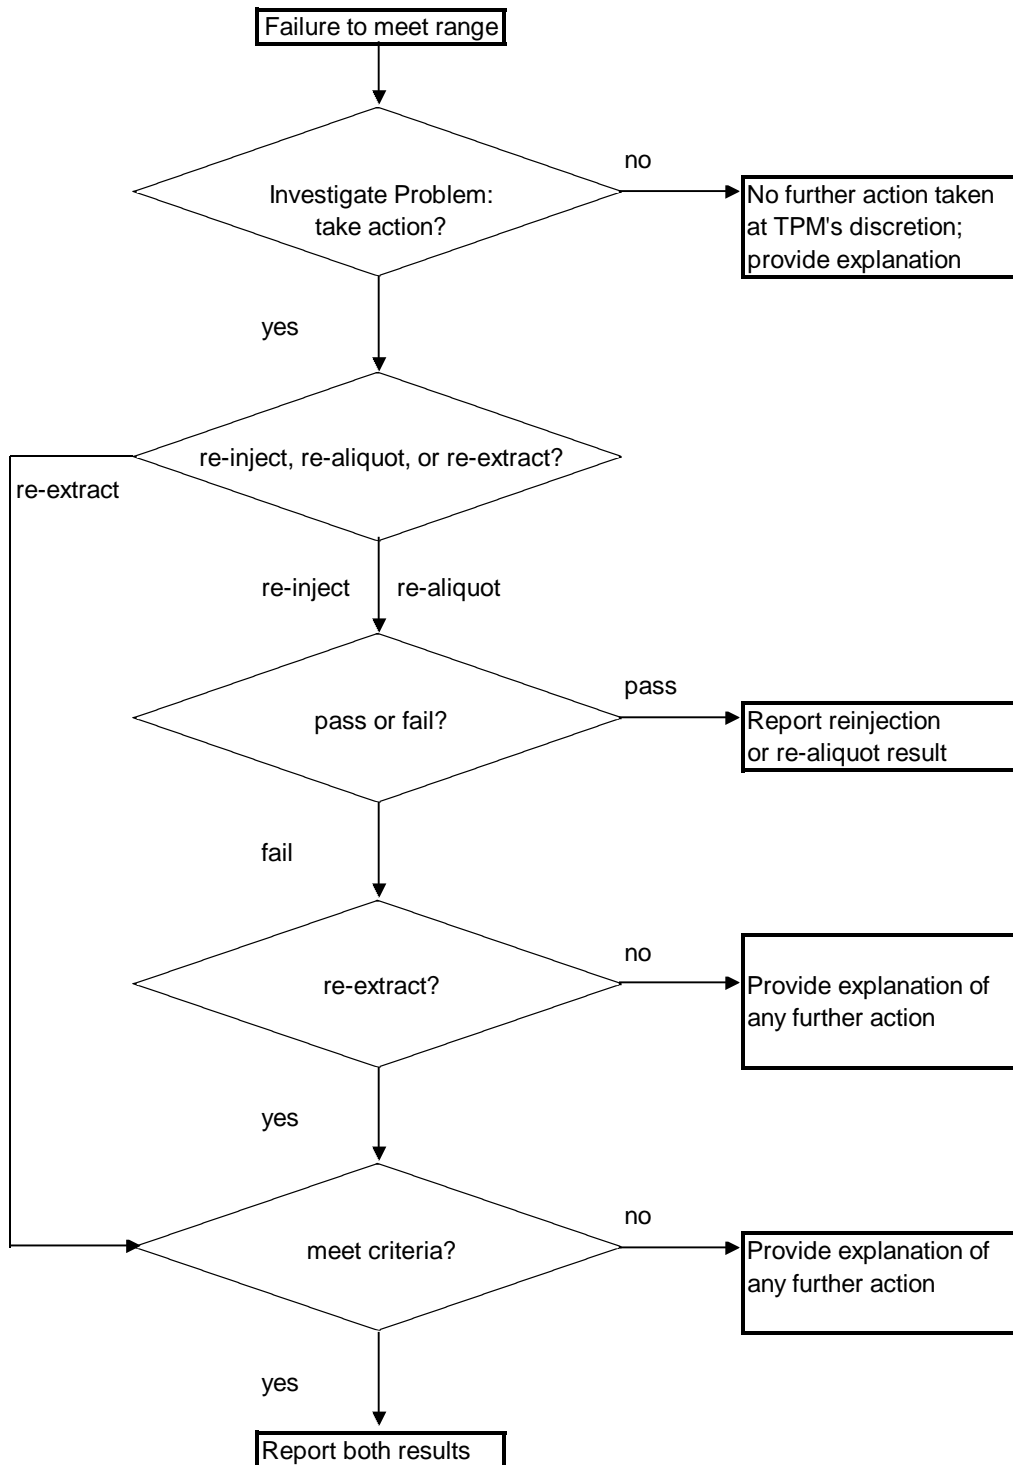 Failure to meet range
no
Investigate Problem:
take action?
No further action taken
at TPM's discretion;
provide explanation
yes
re-inject, re-aliquot, or re-extract?
re-extract
re-inject
re-aliquot
pass
pass or fail?
Report reinjection
or re-aliquot result
fail
no
re-extract?
Provide explanation of
any further action
yes
no
meet criteria?
Provide explanation of
any further action
yes
Report both results